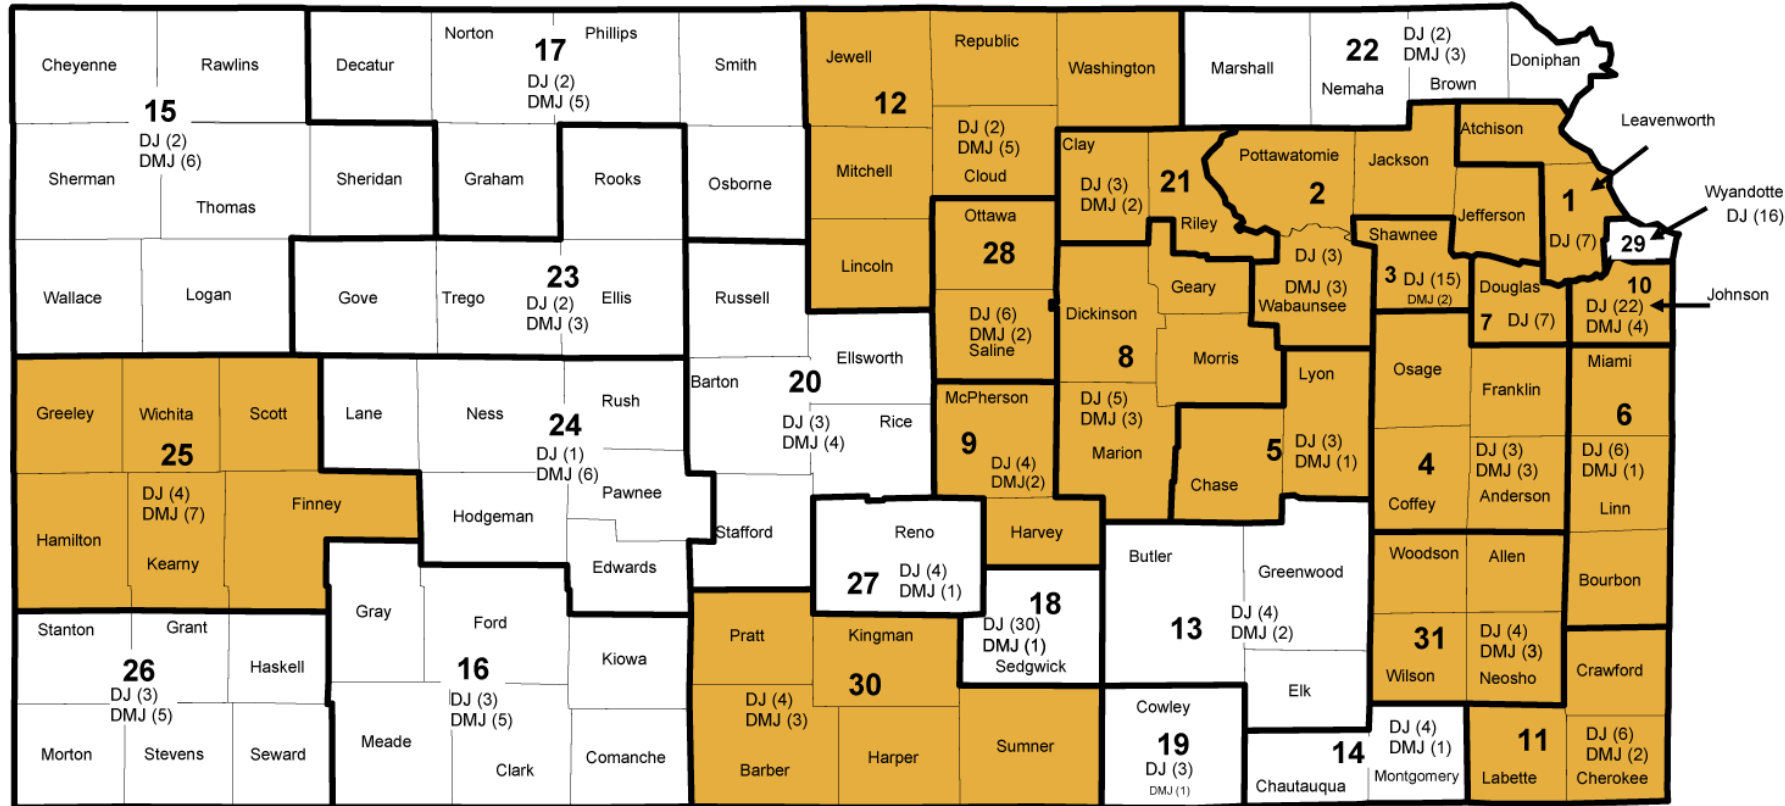 Cheyenne
Rawlins
15
DJ (2)
DMJ (6)
Sherman
Thomas
Wallace
Logan
Decatur
Norton
Phillips
17
DJ (2)
DMJ (5)
Smith
Sheridan
Graham
Rooks
Osborne
Gove
Trego
23
DJ (2)
DMJ (3)
Ellis
Russell
Jewell
Republic
Washington
12
DJ (2)
DMJ (5)
Cloud
Mitchell
Lincoln
Marshall
22
DJ (2)
DMJ (3)
Nemaha
Brown
Doniphan
Clay
DJ (3)
DMJ (2)
21
Riley
Pottawatomie
Jackson
2
DJ (3)
DMJ (3)
Wabaunsee
Jefferson
Atchison
Leavenworth
1
DJ (7)
Wyandotte
DJ (16)
29
Shawnee
3 DJ (15)
DMJ (2)
Douglas
7 DJ (7)
10
DJ (22)
DMJ (4)
Johnson
Ottawa
28
DJ (6)
DMJ (2)
Saline
Geary
Dickinson
8
Morris
DJ (5)
DMJ (3)
Marion
Lyon
5
DJ (3)
DMJ (1)
Chase
Osage
Franklin
4
DJ (3)
DMJ (3)
Anderson
Coffey
Miami
6
DJ (6)
DMJ (1)
Linn
Bourbon
Greeley
Wichita
Scott
25
DJ (4)
DMJ (7)
Finney
Hamilton
Kearny
Lane
Ness
Rush
24
DJ (1)
DMJ (6)
Pawnee
Hodgeman
Edwards
Barton
20
Ellsworth
DJ (3)
DMJ (4)
Rice
Stafford
McPherson
9
DJ (4)
DMJ(2)
Harvey
Reno
27
DJ (4)
DMJ (1)
18
DJ (30)
DMJ (1)
Sedgwick
Butler
Greenwood
13
DJ (4)
DMJ (2)
Elk
Woodson
Allen
31
DJ (4)
DMJ (3)
Wilson
Neosho
Stanton
Grant
26
Haskell
DJ (3)
DMJ (5)
Morton
Stevens
Seward
Gray
Ford
16
Kiowa
DJ (3)
DMJ (5)
Meade
Clark
Comanche
Pratt
Kingman
30
DJ (4)
DMJ (3)
Barber
Harper
Sumner
Cowley
19
DJ (3)
DMJ (1)
14
DJ (4)
DMJ (1)
Chautauqua
Montgomery
Crawford
11
DJ (6)
DMJ (2)
Labette
Cherokee